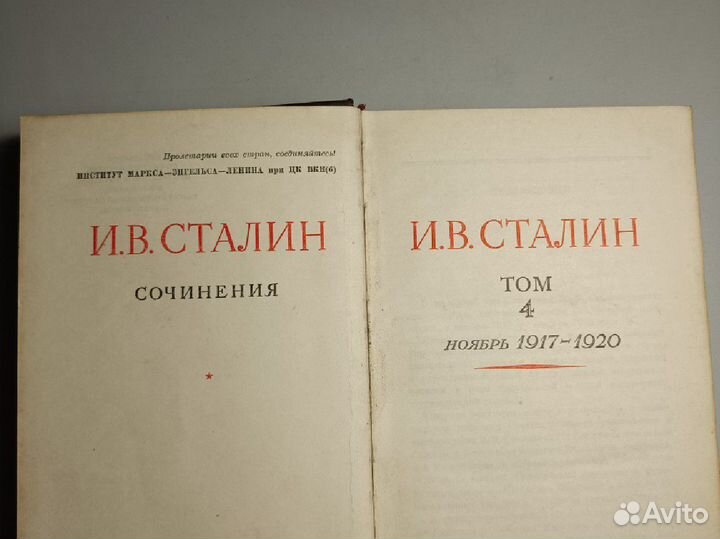 Пролетарии всех стран, соединяйтесь!
ИНСТИТУТ МАРКСА—ЭНГЕЛЬСА—ЛЕНИНА при ЦК ВКП(б)
И.В. СТАЛИН
СОЧИНЕНИЯ
И.В. СТАЛИН
ТОМ
4
НОЯБРЬ 1917–1920
Avito